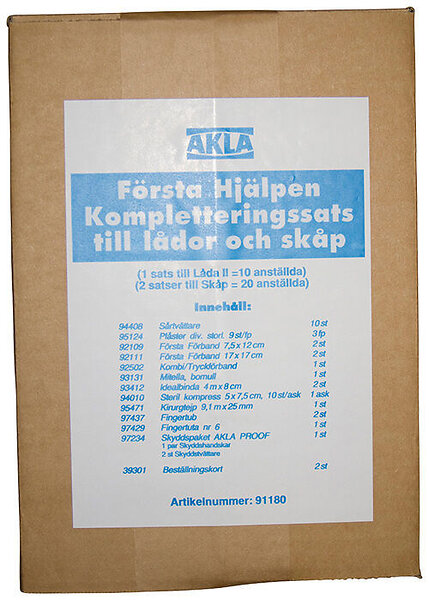 AKLA
Första Hjälpen
Kompletteringssats
till lådor och skåp
(1 sats till Låda II =10 anställda)
(2 satser till Skåp = 20 anställda)
Innehåll:
94408 Sårtvättare 10 st
95124 Plåster div. storl. 9 st/fp 3 fp
92109 Första Förband 7,5 x 12 cm 2 st
92111 Första Förband 17 x 17 cm 2 st
92502 Kombi/Tryckförband 1 st
93131 Mitella, bomull 1 st
93412 Idealbinda 4 m x 8 cm 2 st
94010 Steril kompress 5 x 7,5 cm, 10 st/ask 1 ask
95471 Kirurgtejp 9,1 m x 25 mm 1 st
97437 Fingertub 2 st
97429 Fingertuta nr 6 1 st
97234 Skyddspaket AKLA PROOF 1 st
1 par Skyddshandskar
2 st Skyddstvättare
39301 Beställningskort 2 st
Artikelnummer: 91180